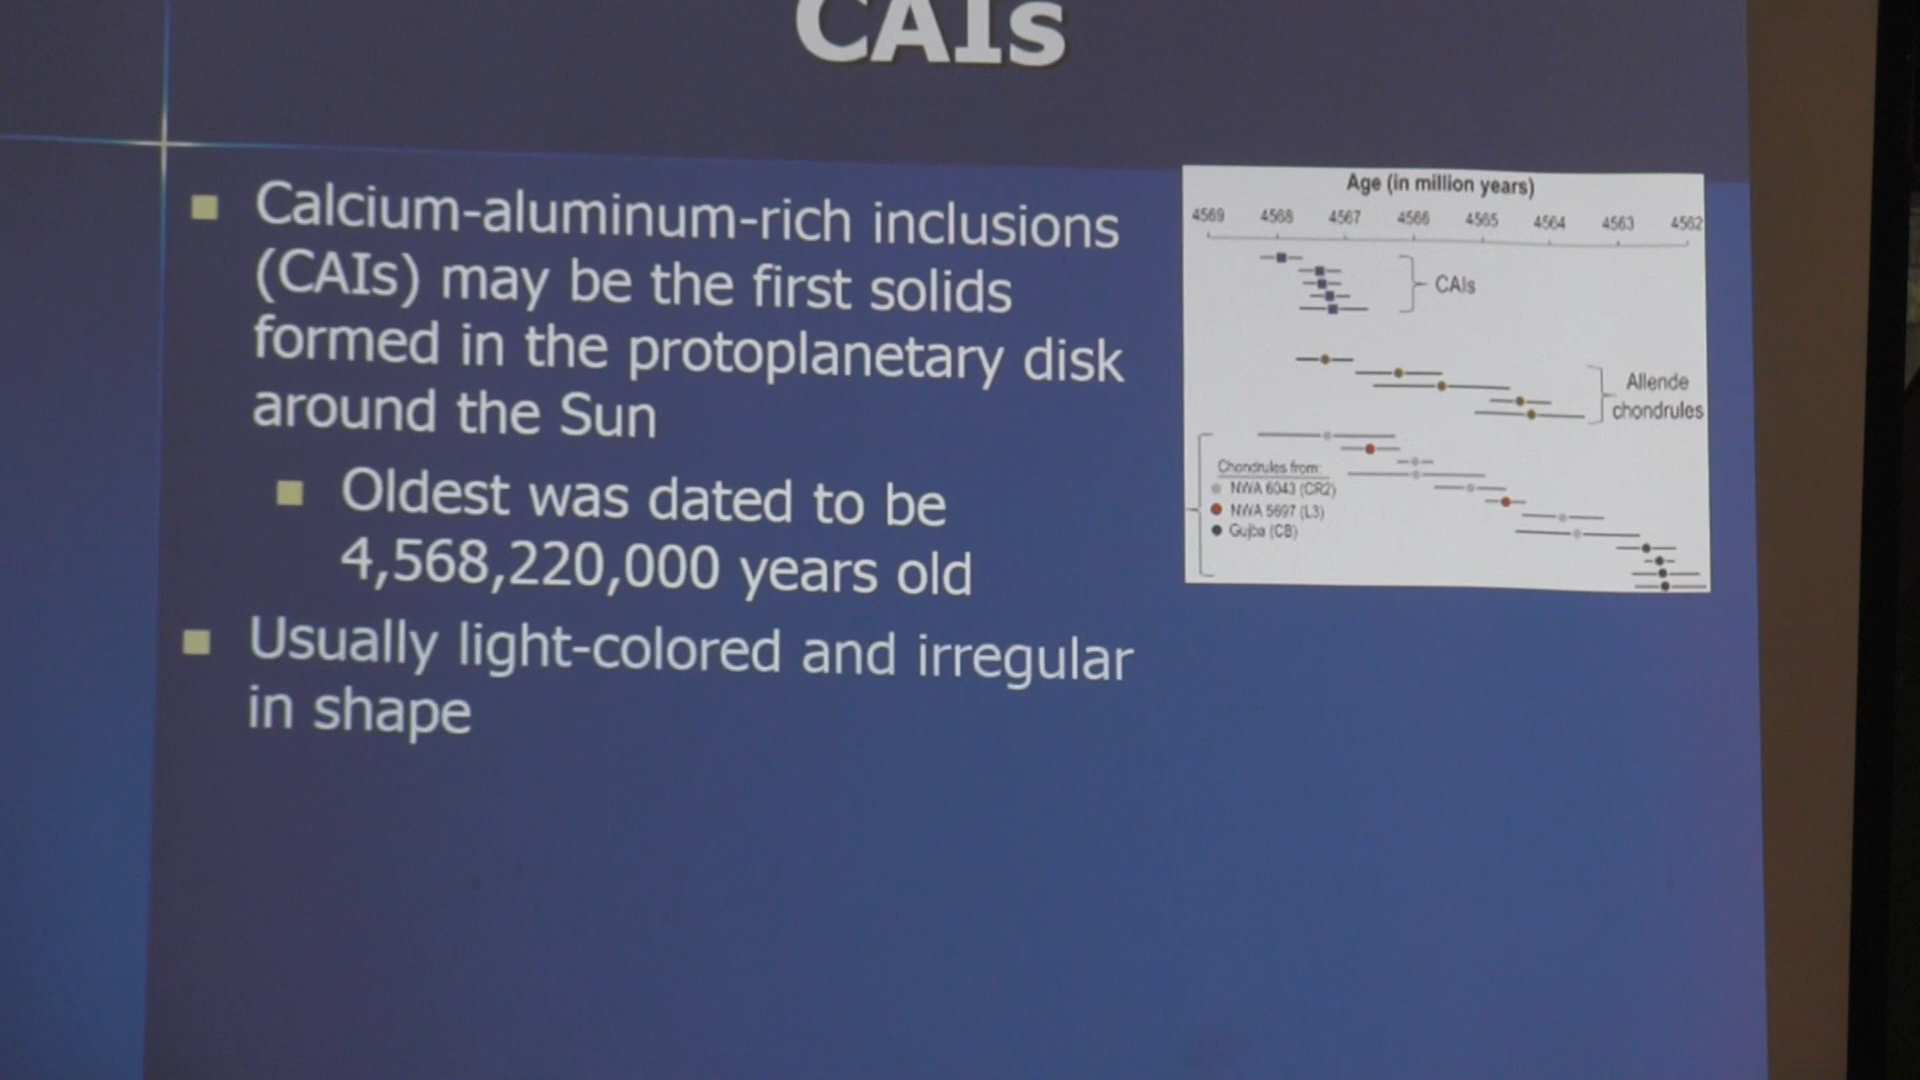 CAIs
Calcium-aluminum-rich inclusions
(CAIs) may be the first solids
formed in the protoplanetary disk
around the Sun
Oldest was dated to be
4,568,220,000 years old
Usually light-colored and irregular
in shape
Age (in million years)
4569 4568 4567 4566 4565 4564 4563 4562
CAIs
Allende
chondrules
Chondrules from:
NWA 6043 (CR2)
NWA 5697 (L3)
Gujba (CB)